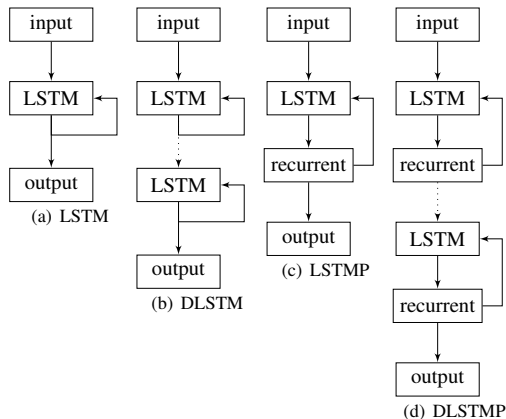 input
LSTM
output
(a) LSTM
input
LSTM
LSTM
output
(b) DLSTM
input
LSTM
recurrent
output
(c) LSTMP
input
LSTM
recurrent
LSTM
recurrent
output
(d) DLSTMP